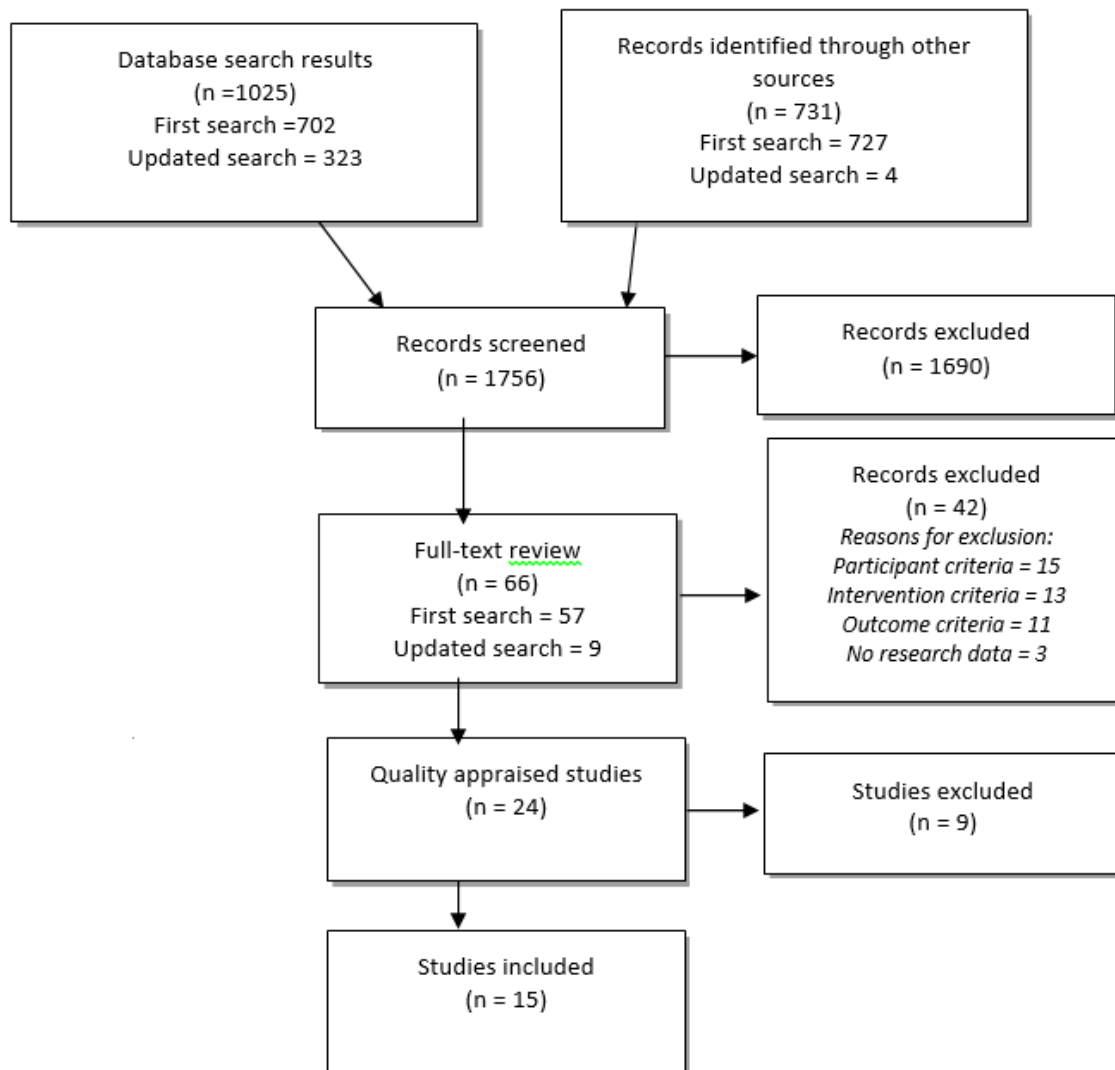 Database search results
(n =1025)
First search =702
Updated search = 323
Records identified through other
sources
(n = 731)
First search = 727
Updated search = 4
Records screened
(n = 1756)
Records excluded
(n = 1690)
Full-text review
(n = 66)
First search = 57
Updated search = 9
Records excluded
(n = 42)
Reasons for exclusion:
Participant criteria = 15
Intervention criteria = 13
Outcome criteria = 11
No research data = 3
Quality appraised studies
(n = 24)
Studies excluded
(n = 9)
Studies included
(n = 15)